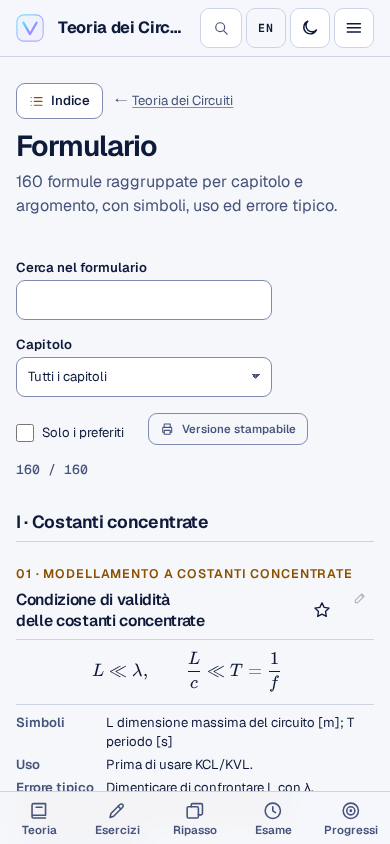 Teoria dei Circ...
EN
Indice
← Teoria dei Circuiti
Formulario
160 formule raggruppate per capitolo e
argomento, con simboli, uso ed errore tipico.
Cerca nel formulario
Capitolo
Tutti i capitoli
Solo i preferiti
Versione stampabile
160 / 160
I · Costanti concentrate
01 · MODELLAMENTO A COSTANTI CONCENTRATE
Condizione di validità
delle costanti concentrate
L ≪ λ, L/c ≪ T = 1/f
Simboli L dimensione massima del circuito [m]; T
periodo [s]
Uso Prima di usare KCL/KVL.
Errore tipico Dimenticare di confrontare L con λ.
Teoria Esercizi Ripasso Esame Progressi